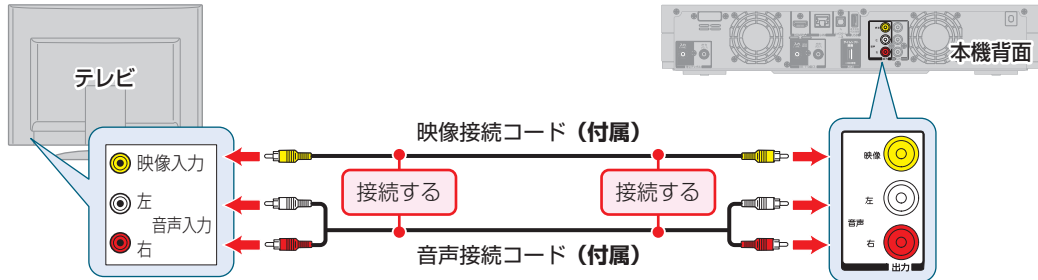 テレビ
本機背面
映像接続コード（付属）
映像入力
左
音声入力
右
接続する
接続する
音声接続コード（付属）
映像
左
音声
右
出力